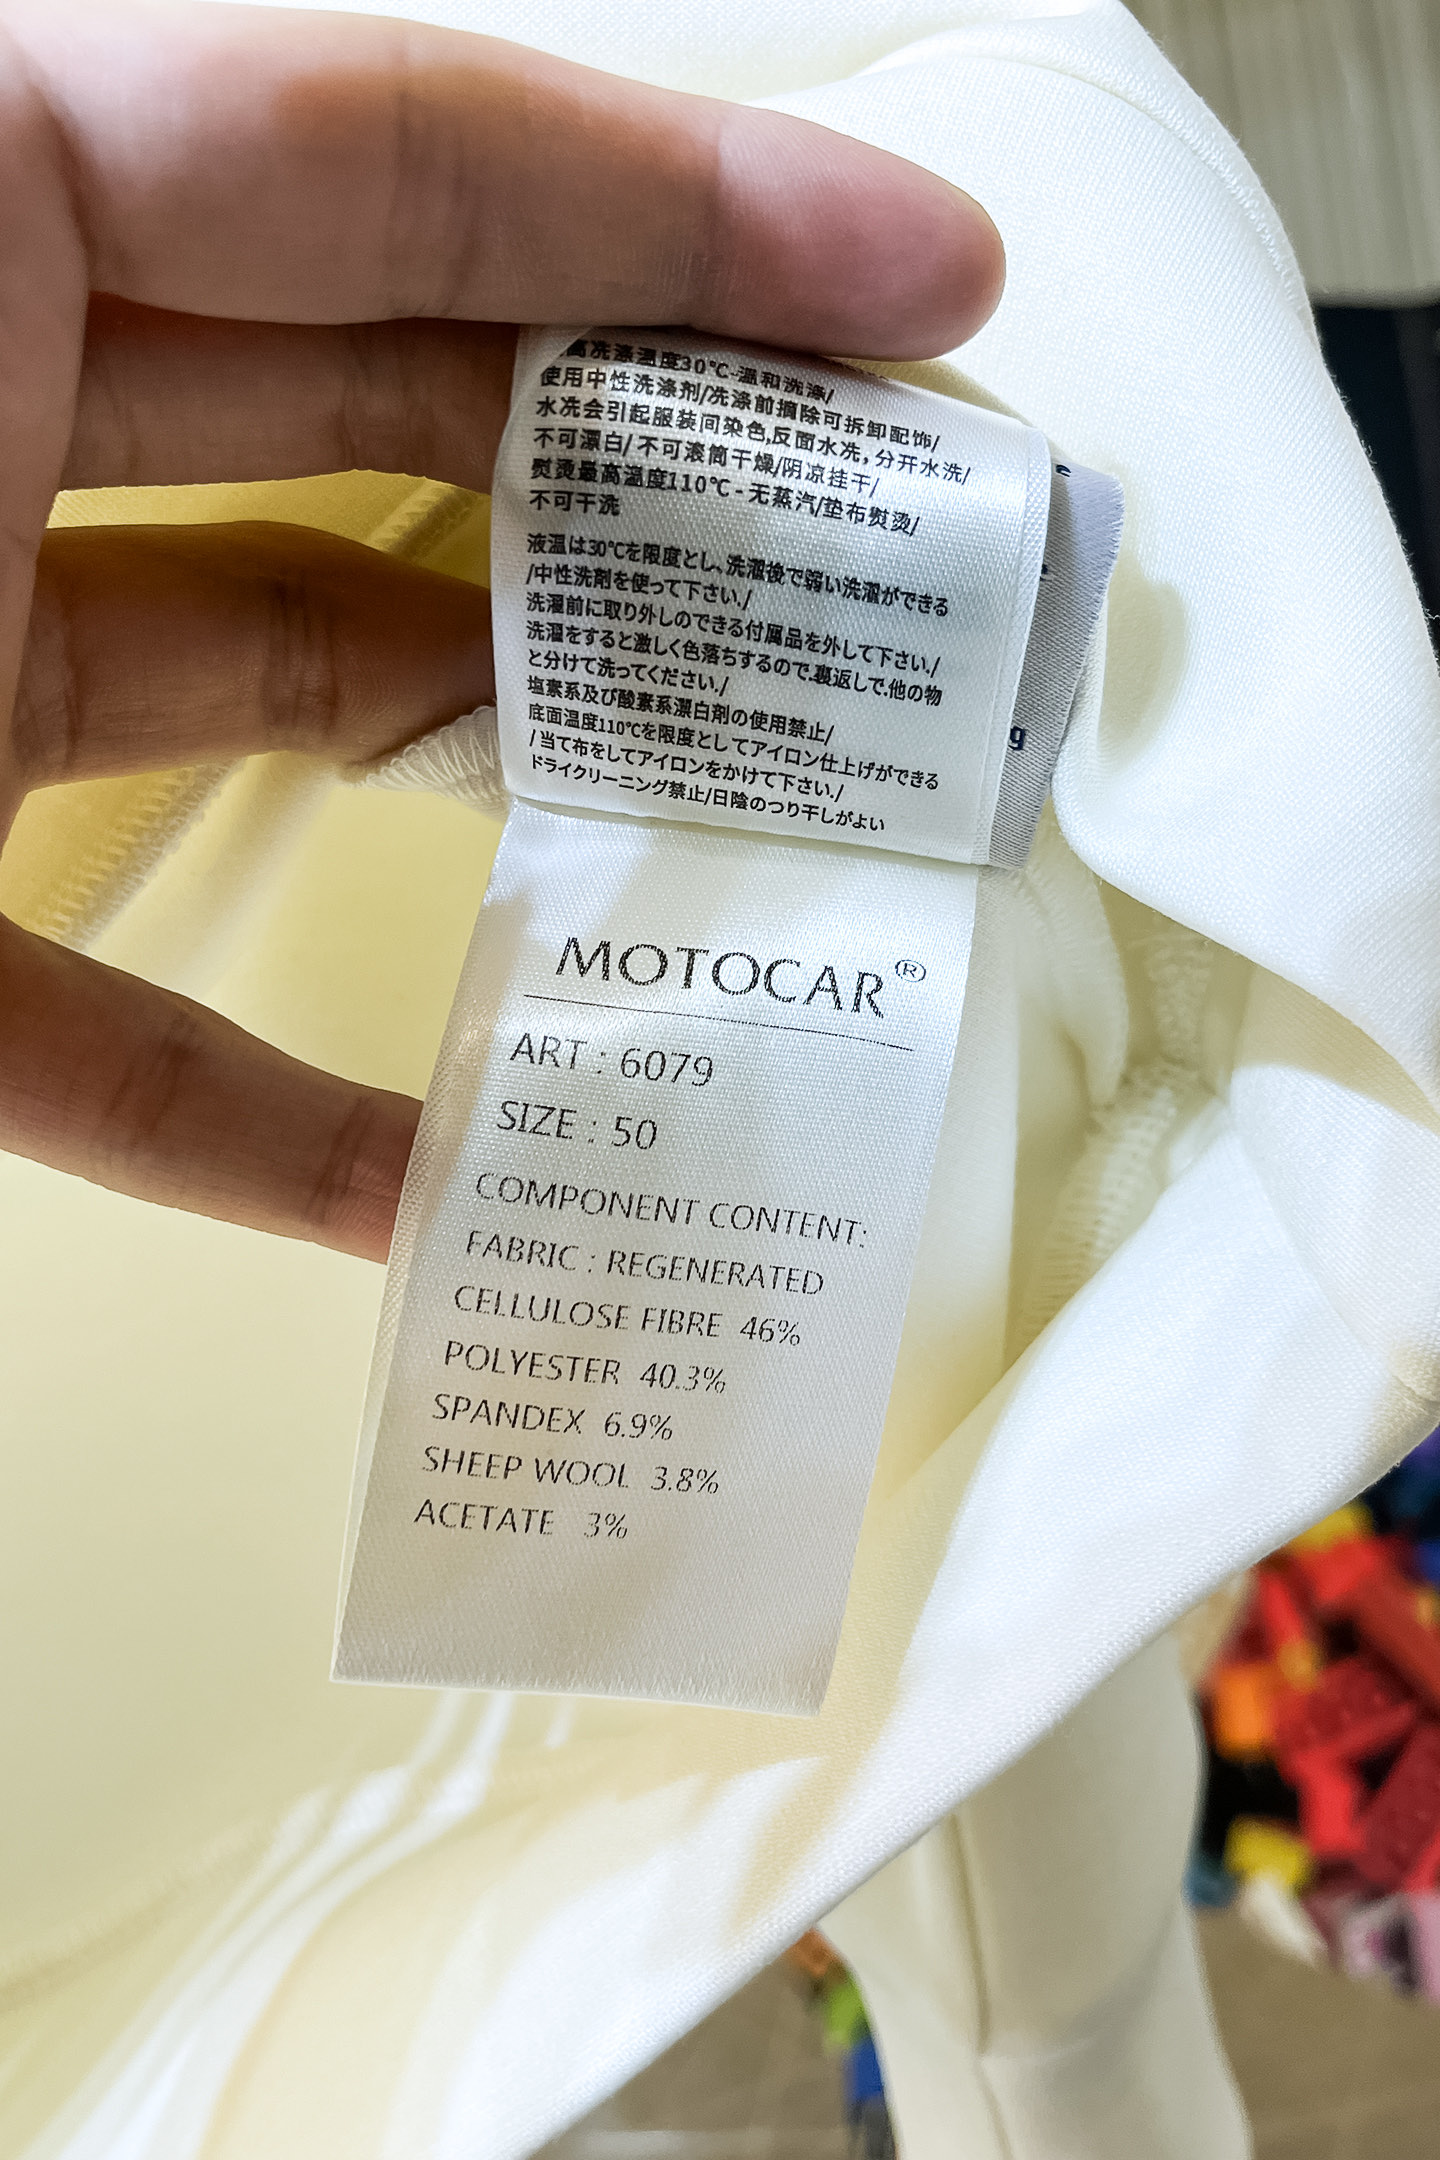 高洗涤温度30℃-温和洗涤/
使用中性洗涤剂/洗涤前摘除可拆卸配饰/
水洗会引起服装间染色,反面水洗,分开水洗/
不可漂白/不可滚筒干燥/阴凉挂干/
熨烫最高温度110℃-无蒸汽/垫布熨烫/
不可干洗
液温は30℃を限度とし、洗濯後で弱い洗濯ができる
/中性洗剤を使って下さい./
洗濯前に取り外しのできる付属品を外して下さい./
洗濯をすると激しく色落ちするので.裏返しで.他の物
と分けて洗ってください./
塩素系及び酸素系漂白剤の使用禁止/
底面温度110℃を限度としてアイロン仕上げができる
/当て布をしてアイロンをかけて下さい./
ドライクリーニング禁止/日陰のつり干しがよい
g
MOTOCAR®
ART : 6079
SIZE : 50
COMPONENT CONTENT:
FABRIC : REGENERATED
CELLULOSE FIBRE 46%
POLYESTER 40.3%
SPANDEX 6.9%
SHEEP WOOL 3.8%
ACETATE 3%